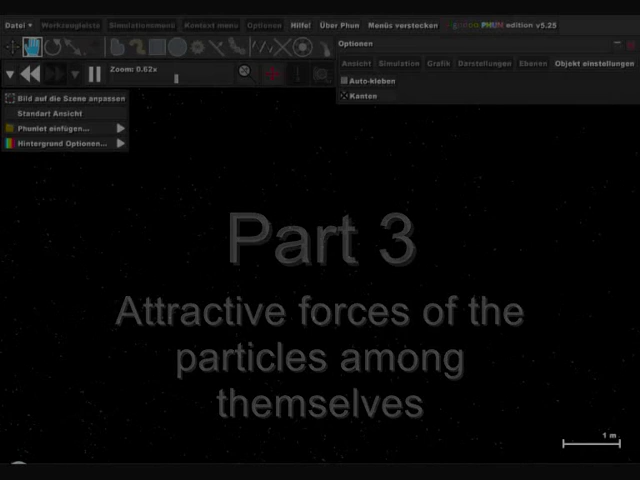 Datei Werkzeugleiste Simulationsmenü Kontext menü Optionen Hilfe! Über Phun Menüs verstecken PHUN edition v5.25
Optionen
Ansicht Simulation Grafik Darstellungen Ebenen Objekt einstellungen
Zoom: 0.62x
Auto-kleben
Kanten
Bild auf die Scene anpassen
Standart Ansicht
Phunlet einfügen...
Hintergrund Optionen...
Part 3
Attractive forces of the
particles among
themselves
1 m